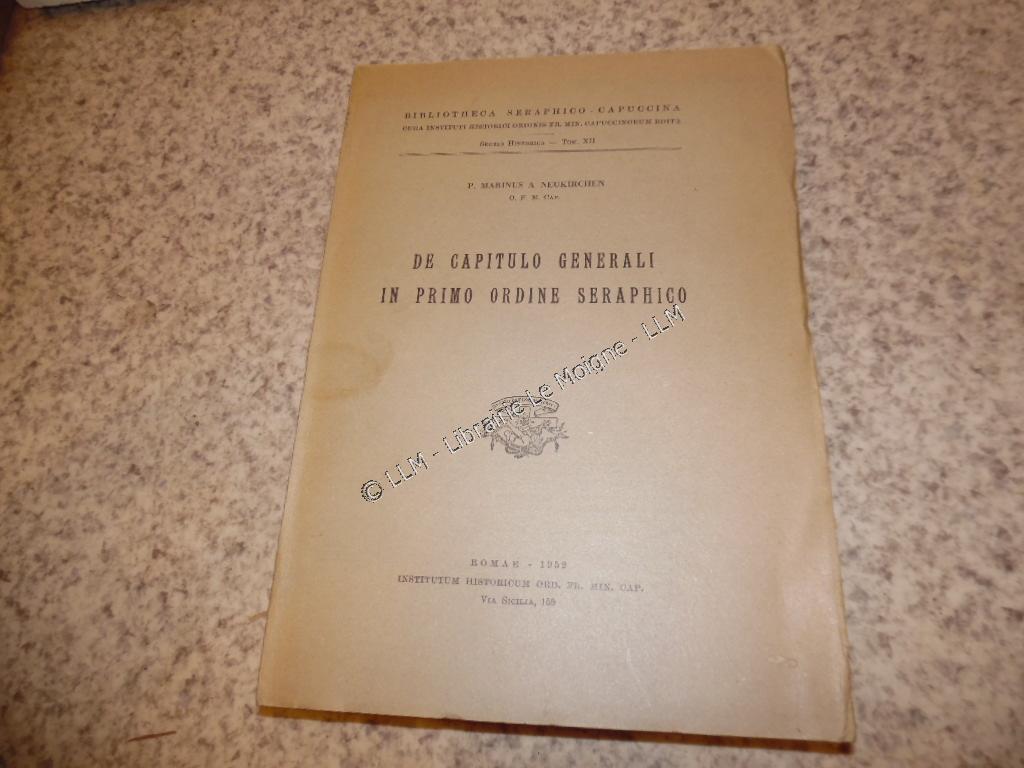 BIBLIOTHECA SERAPHICO - CAPUCCINA
CURA INSTITUTI HISTORICI ORDINIS FR. MIN. CAPUCCINORUM EDITA
SECTIO HISTORICA — TOM. XII
P. MARINUS A NEUKIRCHEN
O. F. M. CAP.
DE CAPITULO GENERALI
IN PRIMO ORDINE SERAPHICO
© LLM - Librairie Le Moigne - LLM
ROMAE - 1952
INSTITUTUM HISTORICUM ORD. FR. MIN. CAP.
VIA SICILIA, 159